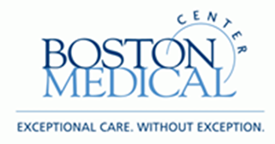 BOSTON
MEDICAL
CENTER
EXCEPTIONAL CARE. WITHOUT EXCEPTION.